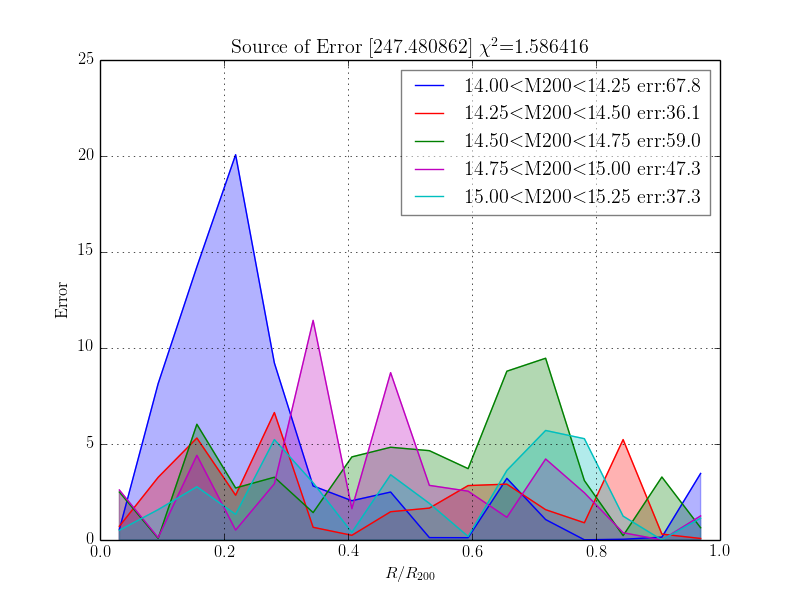 Source of Error [247.480862] χ²=1.586416
25
20
15
10
5
0
Error
14.00<M200<14.25 err:67.8
14.25<M200<14.50 err:36.1
14.50<M200<14.75 err:59.0
14.75<M200<15.00 err:47.3
15.00<M200<15.25 err:37.3
0.0 0.2 0.4 0.6 0.8 1.0
R/R₂₀₀